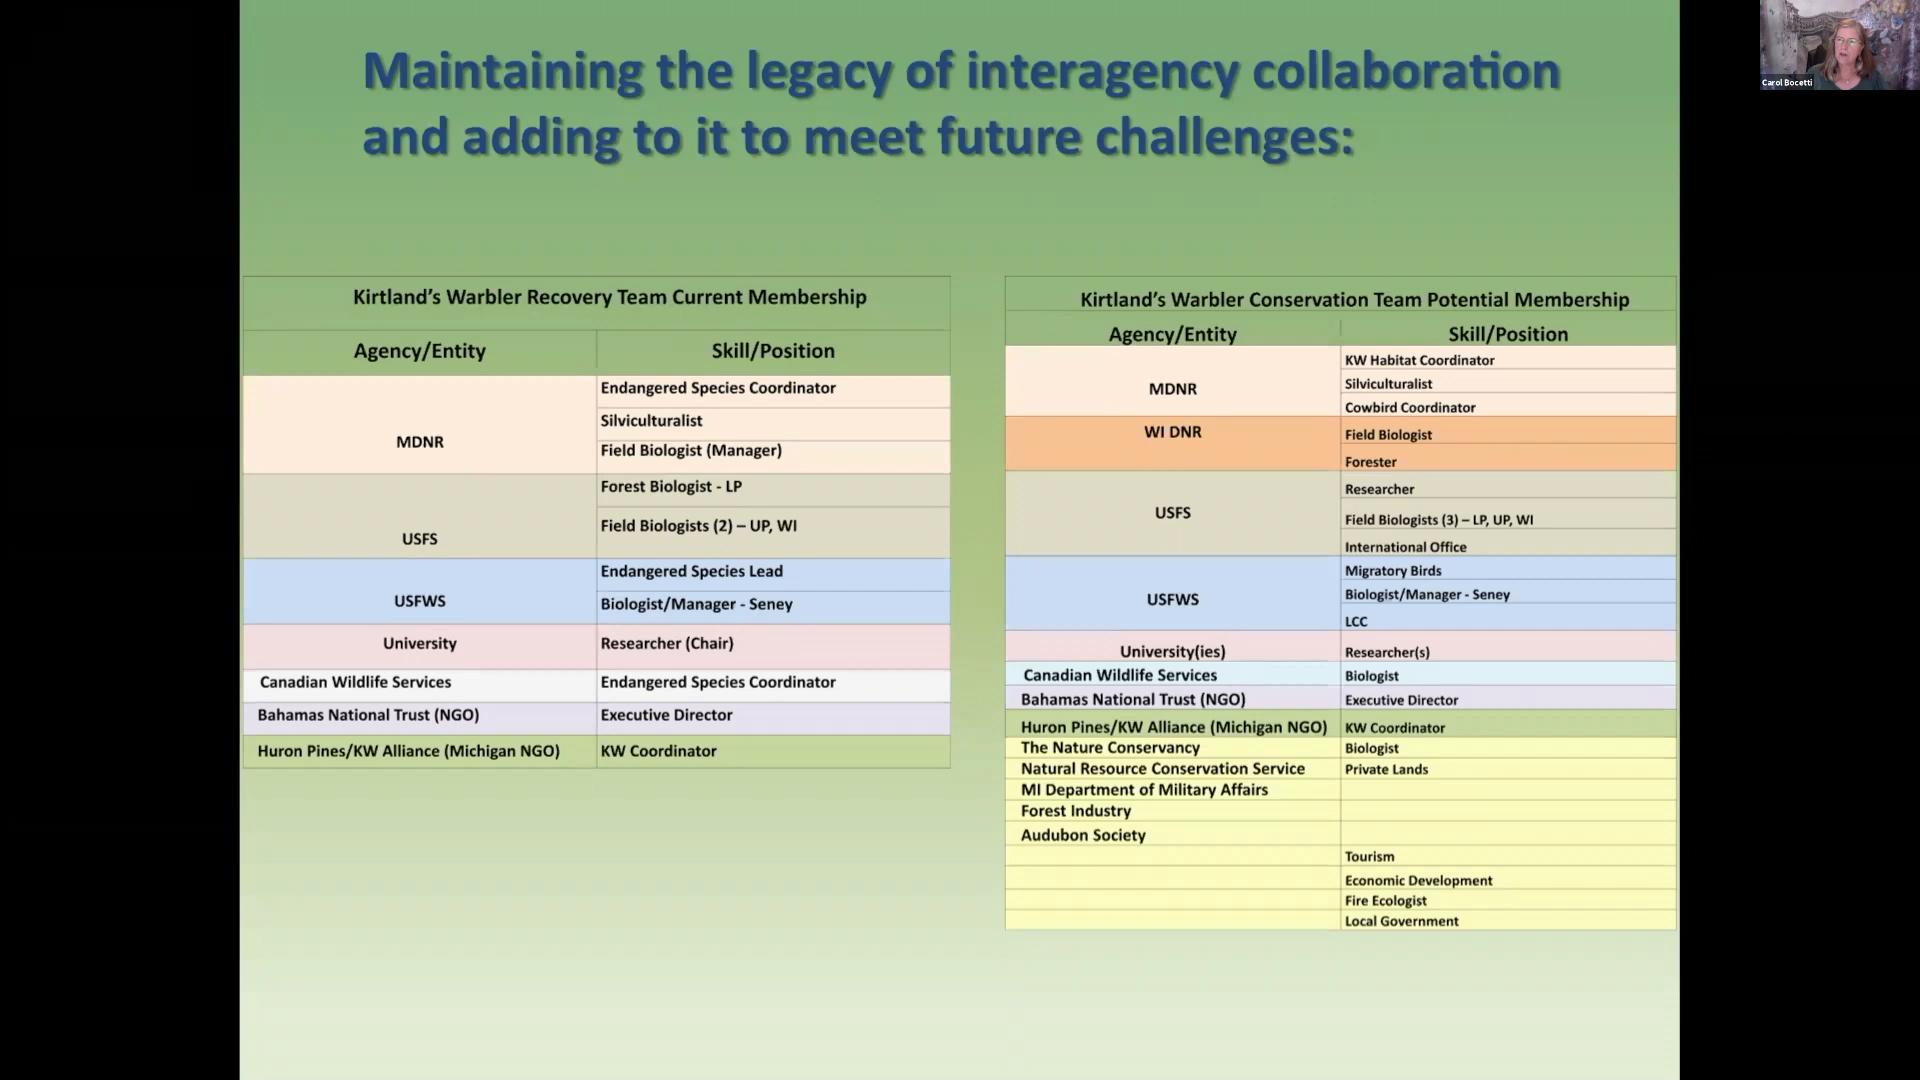 Maintaining the legacy of interagency collaboration
and adding to it to meet future challenges:
Carol Bocetti
Kirtland's Warbler Recovery Team Current Membership
Agency/Entity Skill/Position
MDNR
Endangered Species Coordinator
Silviculturalist
Field Biologist (Manager)
USFS
Forest Biologist - LP
Field Biologists (2) – UP, WI
USFWS
Endangered Species Lead
Biologist/Manager - Seney
University Researcher (Chair)
Canadian Wildlife Services Endangered Species Coordinator
Bahamas National Trust (NGO) Executive Director
Huron Pines/KW Alliance (Michigan NGO) KW Coordinator
Kirtland's Warbler Conservation Team Potential Membership
Agency/Entity Skill/Position
MDNR
KW Habitat Coordinator
Silviculturalist
Cowbird Coordinator
WI DNR
Field Biologist
Forester
USFS
Researcher
Field Biologists (3) – LP, UP, WI
International Office
USFWS
Migratory Birds
Biologist/Manager - Seney
LCC
University(ies) Researcher(s)
Canadian Wildlife Services Biologist
Bahamas National Trust (NGO) Executive Director
Huron Pines/KW Alliance (Michigan NGO) KW Coordinator
The Nature Conservancy Biologist
Natural Resource Conservation Service Private Lands
MI Department of Military Affairs
Forest Industry
Audubon Society
Tourism
Economic Development
Fire Ecologist
Local Government